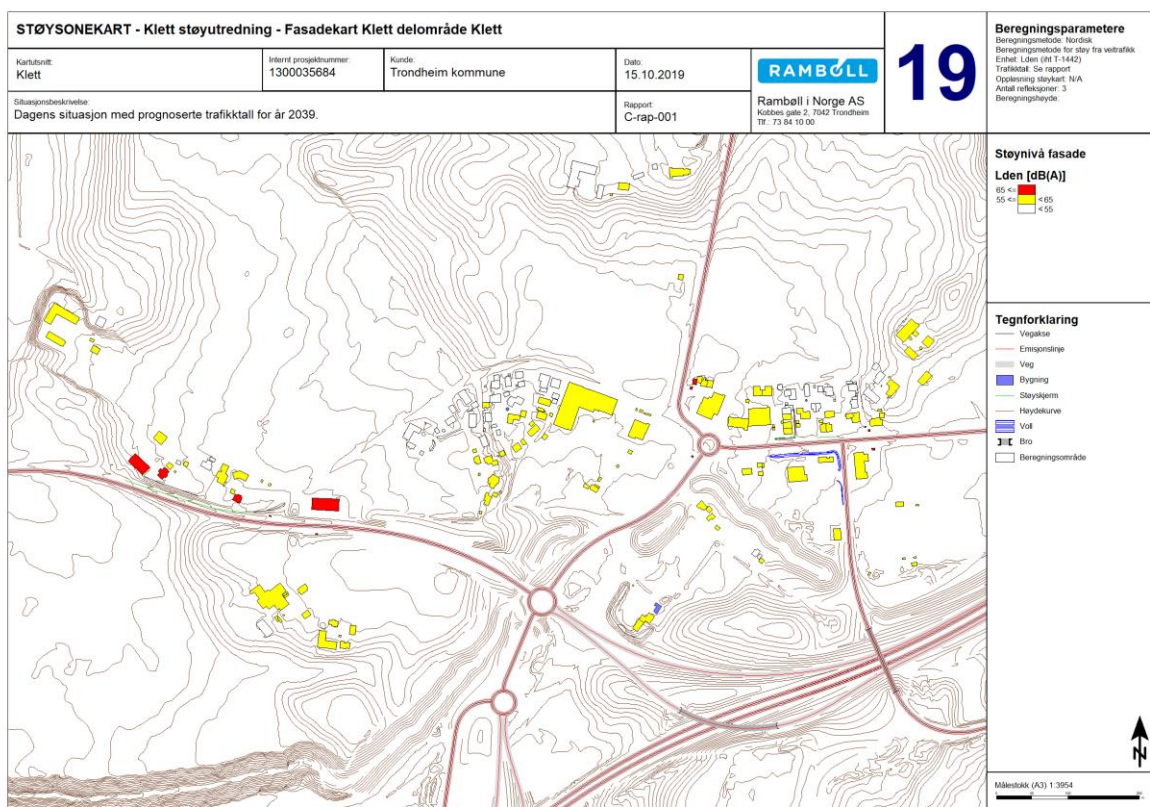 STØYSONEKART - Klett støyutredning - Fasadekart Klett delområde Klett
Kartutsnitt:
Klett
Internt prosjektnummer:
1300035684
Kunde:
Trondheim kommune
Dato:
15.10.2019
Situasjonsbeskrivelse:
Dagens situasjon med prognoserte trafikktall for år 2039.
Rapport:
C-rap-001
RAMBOLL
Rambøll i Norge AS
Kobbes gate 2, 7042 Trondheim
Tlf.: 73 84 10 00
19
Beregningsparametere
Beregningsmetode: Nordisk
Beregningsmetode for støy fra veitrafikk
Enhet: Lden (iht T-1442)
Trafikktall: Se rapport
Oppløsning støykart: N/A
Antall refleksjoner: 3
Beregningshøyde:
Støynivå fasade
Lden [dB(A)]
65 <=
55 <= < 65
< 55
Tegnforklaring
Vegakse
Emisjonslinje
Veg
Bygning
Støyskjerm
Høydekurve
Voll
Bro
Beregningsområde
N
Målestokk (A3) 1:3954